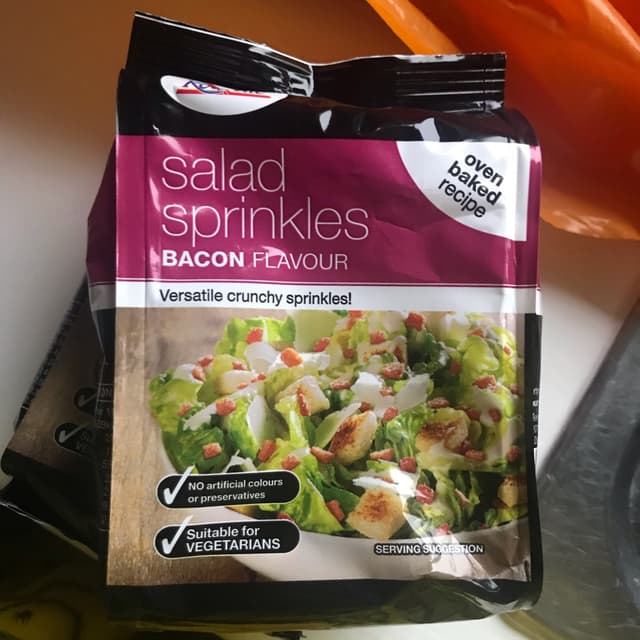 salad
sprinkles
BACON FLAVOUR
oven
baked
recipe
Versatile crunchy sprinkles!
NO artificial colours
or preservatives
Suitable for
VEGETARIANS
SERVING SUGGESTION